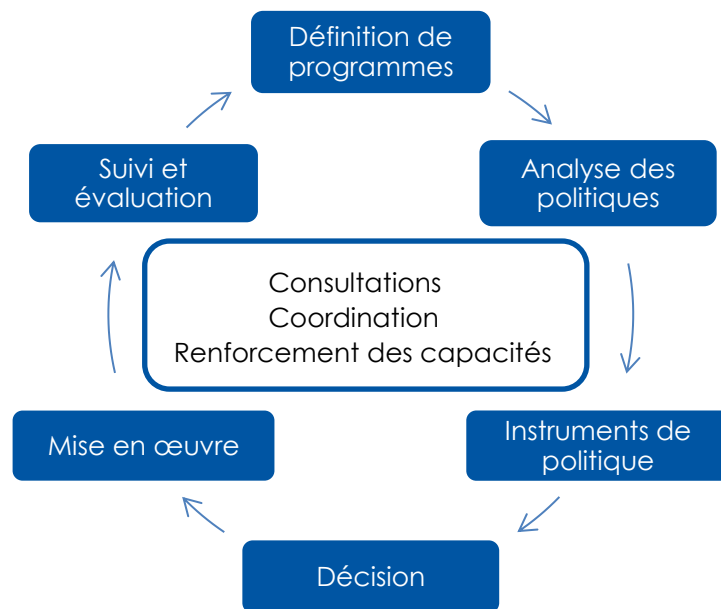 Définition de
programmes
Analyse des
politiques
Instruments de
politique
Décision
Mise en œuvre
Suivi et
évaluation
Consultations
Coordination
Renforcement des capacités